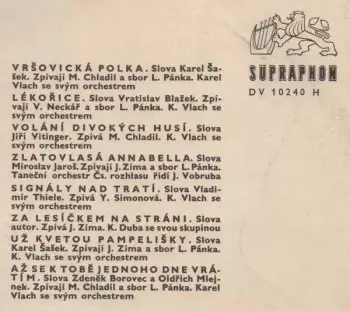 VRŠOVICKÁ POLKA. Slova Karel Ša-
šek. Zpívají M. Chladil a sbor L. Pánka. Karel
Vlach se svým orchestrem
LÉKOŘICE. Slova Vratislav Blažek. Zpí-
vají V. Neckář a sbor L. Pánka. K. Vlach se
svým orchestrem
VOLÁNÍ DIVOKÝCH HUSÍ. Slova
Jiří Vitinger. Zpívá M. Chladil. K. Vlach se
svým orchestrem
ZLATOVLASÁ ANNABELLA. Slova
Miroslav Jaroš. Zpívají J. Zíma a sbor L. Pánka.
Taneční orchestr Čs. rozhlasu řídí J. Vobruba
SIGNÁLY NAD TRATÍ. Slova Vladi-
mír Thiele. Zpívá Y. Simonová. K. Vlach se
svým orchestrem
ZA LESÍČKEM NA STRÁNI. Slova
autor. Zpívá J. Zíma. K. Duba se svou skupinou
UŽ KVETOU PAMPELIŠKY. Slova
Karel Šašek. Zpívají J. Zíma a sbor L. Pánka.
K. Vlach se svým orchestrem
AŽ SE K TOBĚ JEDNOHO DNE VRÁ-
TÍM. Slova Zdeněk Borovec a Oldřich Mlej-
nek. Zpívají M. Chladil a sbor L. Pánka. Karel
Vlach se svým orchestrem
SUPRAPHON
DV 10240 H